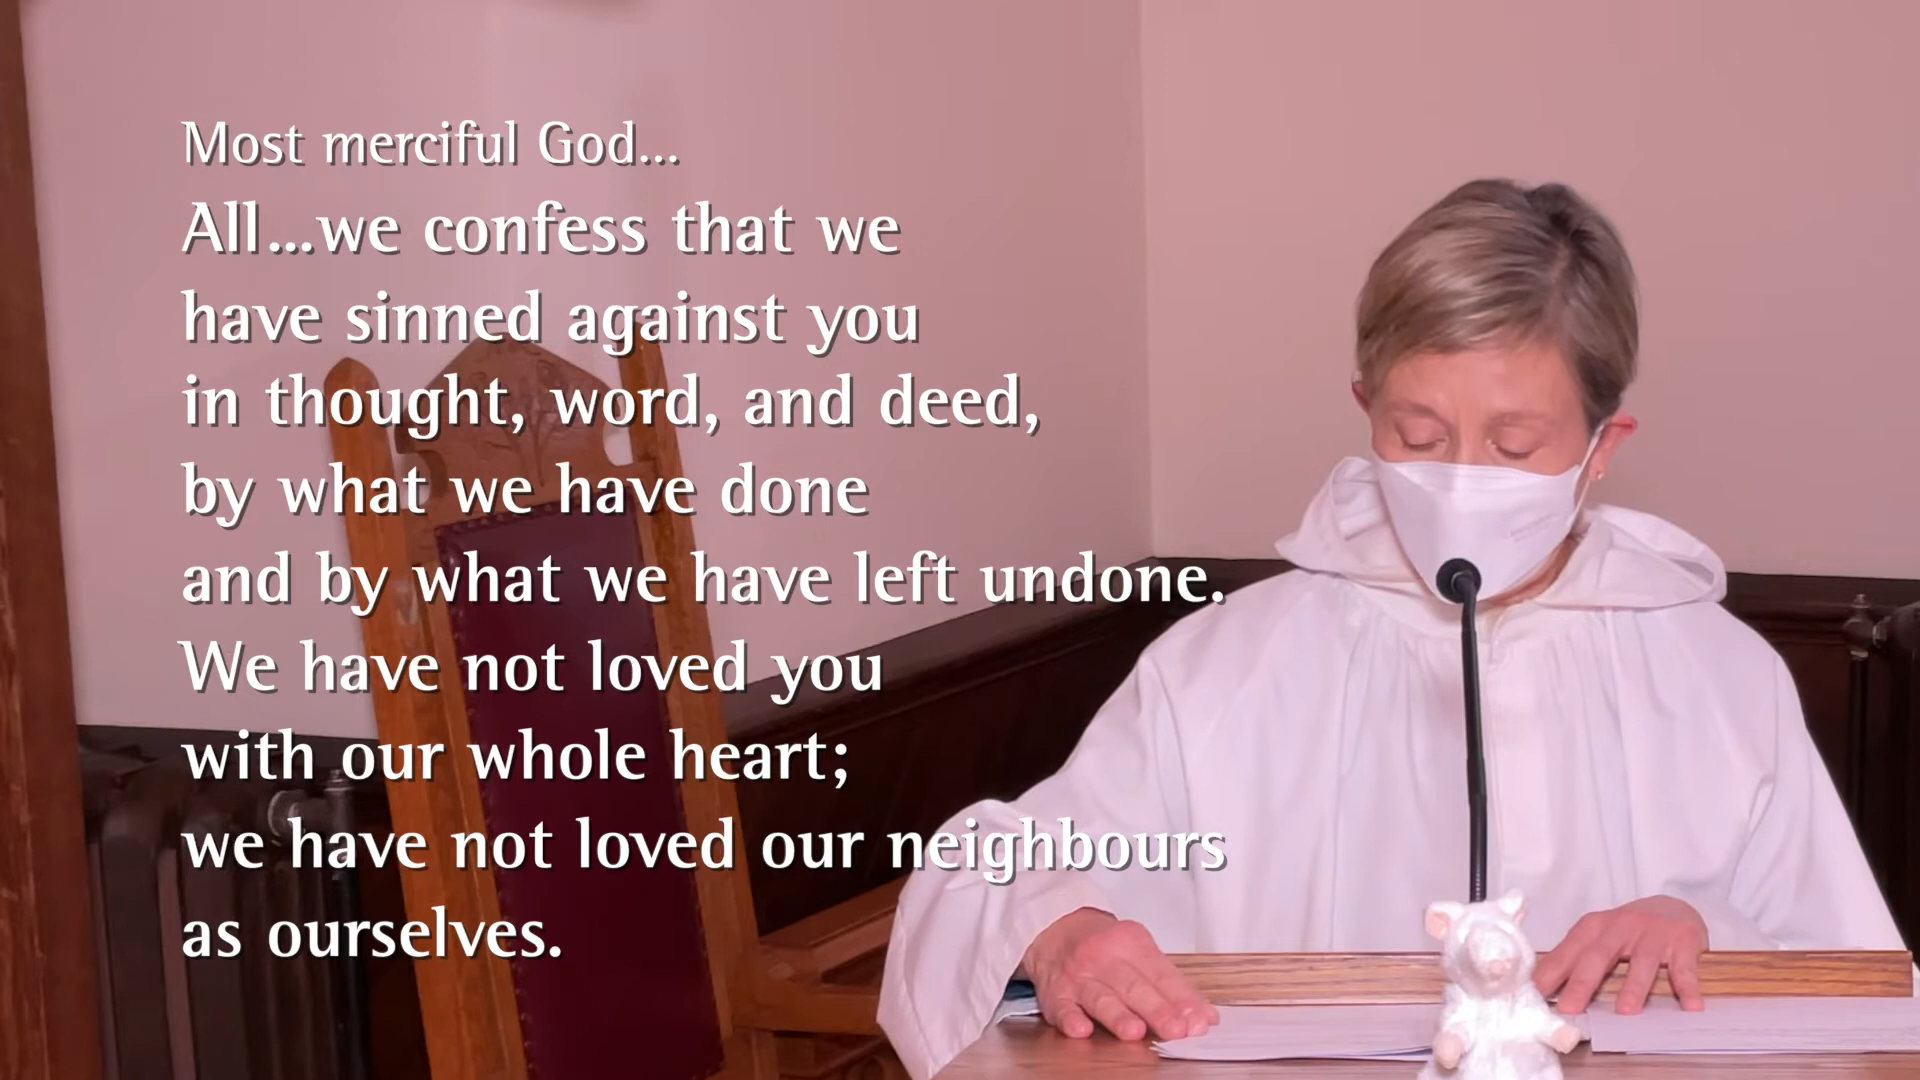 Most merciful God...
All...we confess that we
have sinned against you
in thought, word, and deed,
by what we have done
and by what we have left undone.
We have not loved you
with our whole heart;
we have not loved our neighbours
as ourselves.